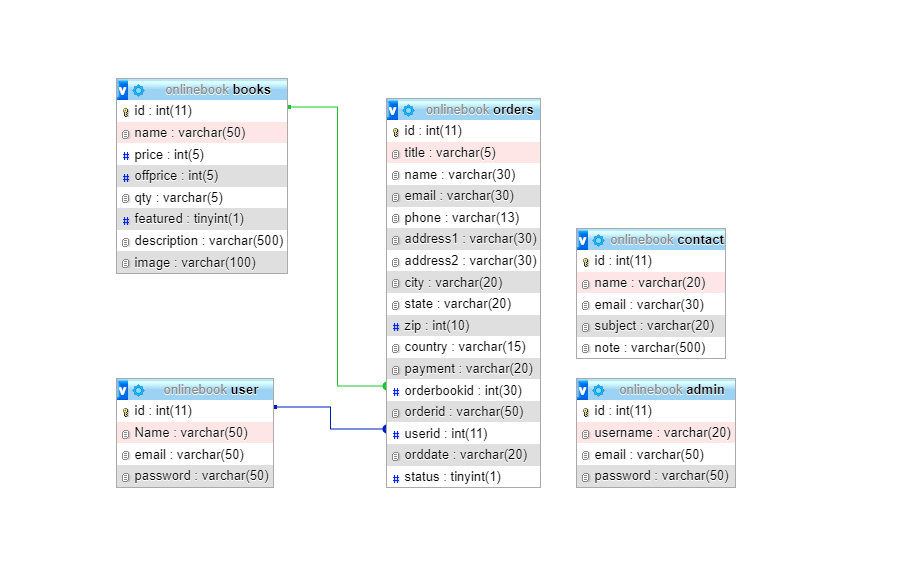 v onlinebook books
id : int(11)
name : varchar(50)
# price : int(5)
# offprice : int(5)
qty : varchar(5)
# featured : tinyint(1)
description : varchar(500)
image : varchar(100)
v onlinebook orders
id : int(11)
title : varchar(5)
name : varchar(30)
email : varchar(30)
phone : varchar(13)
address1 : varchar(30)
address2 : varchar(30)
city : varchar(20)
state : varchar(20)
# zip : int(10)
country : varchar(15)
payment : varchar(20)
# orderbookid : int(30)
orderid : varchar(50)
# userid : int(11)
orddate : varchar(20)
# status : tinyint(1)
v onlinebook contact
id : int(11)
name : varchar(20)
email : varchar(30)
subject : varchar(20)
note : varchar(500)
v onlinebook user
id : int(11)
Name : varchar(50)
email : varchar(50)
password : varchar(50)
v onlinebook admin
id : int(11)
username : varchar(20)
email : varchar(50)
password : varchar(50)